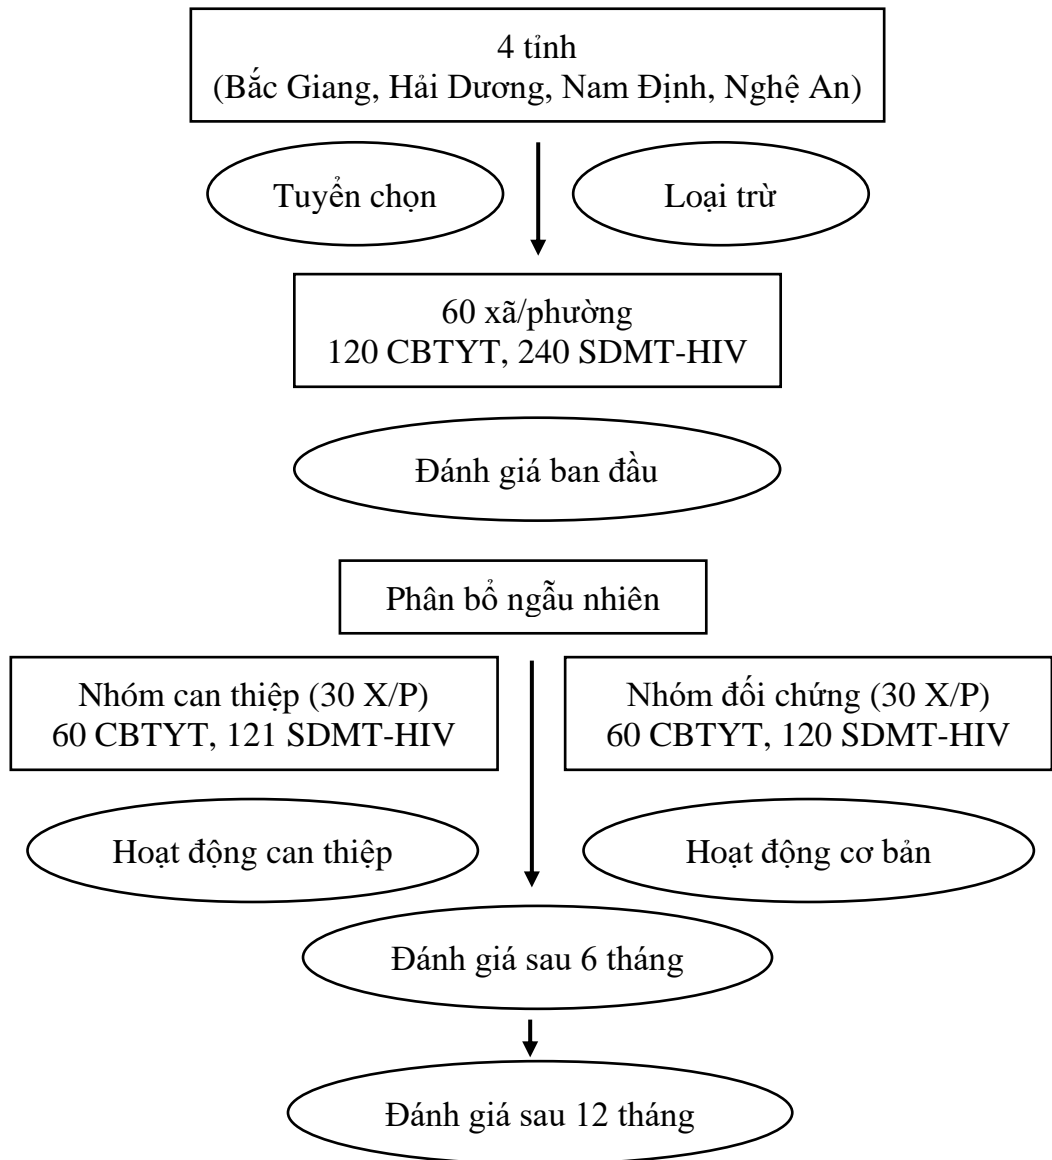 4 tỉnh
(Bắc Giang, Hải Dương, Nam Định, Nghệ An)
Tuyển chọn
Loại trừ
60 xã/phường
120 CBTYT, 240 SDMT-HIV
Đánh giá ban đầu
Phân bổ ngẫu nhiên
Nhóm can thiệp (30 X/P)
60 CBTYT, 121 SDMT-HIV
Nhóm đối chứng (30 X/P)
60 CBTYT, 120 SDMT-HIV
Hoạt động can thiệp
Hoạt động cơ bản
Đánh giá sau 6 tháng
Đánh giá sau 12 tháng